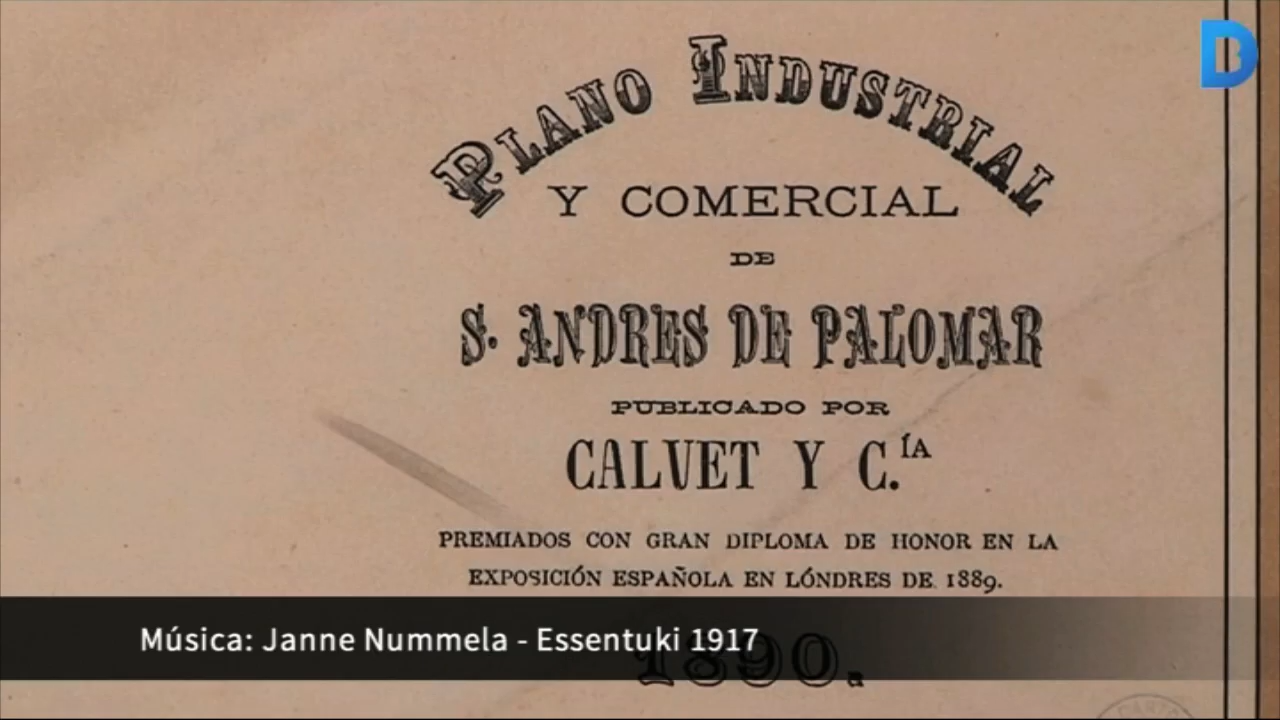 PLANO INDUSTRIAL
Y COMERCIAL
DE
S. ANDRES DE PALOMAR
PUBLICADO POR
CALVET Y C.ÍA
PREMIADOS CON GRAN DIPLOMA DE HONOR EN LA
EXPOSICIÓN ESPAÑOLA EN LÓNDRES DE 1889.
Música: Janne Nummela - Essentuki 1917
1890.